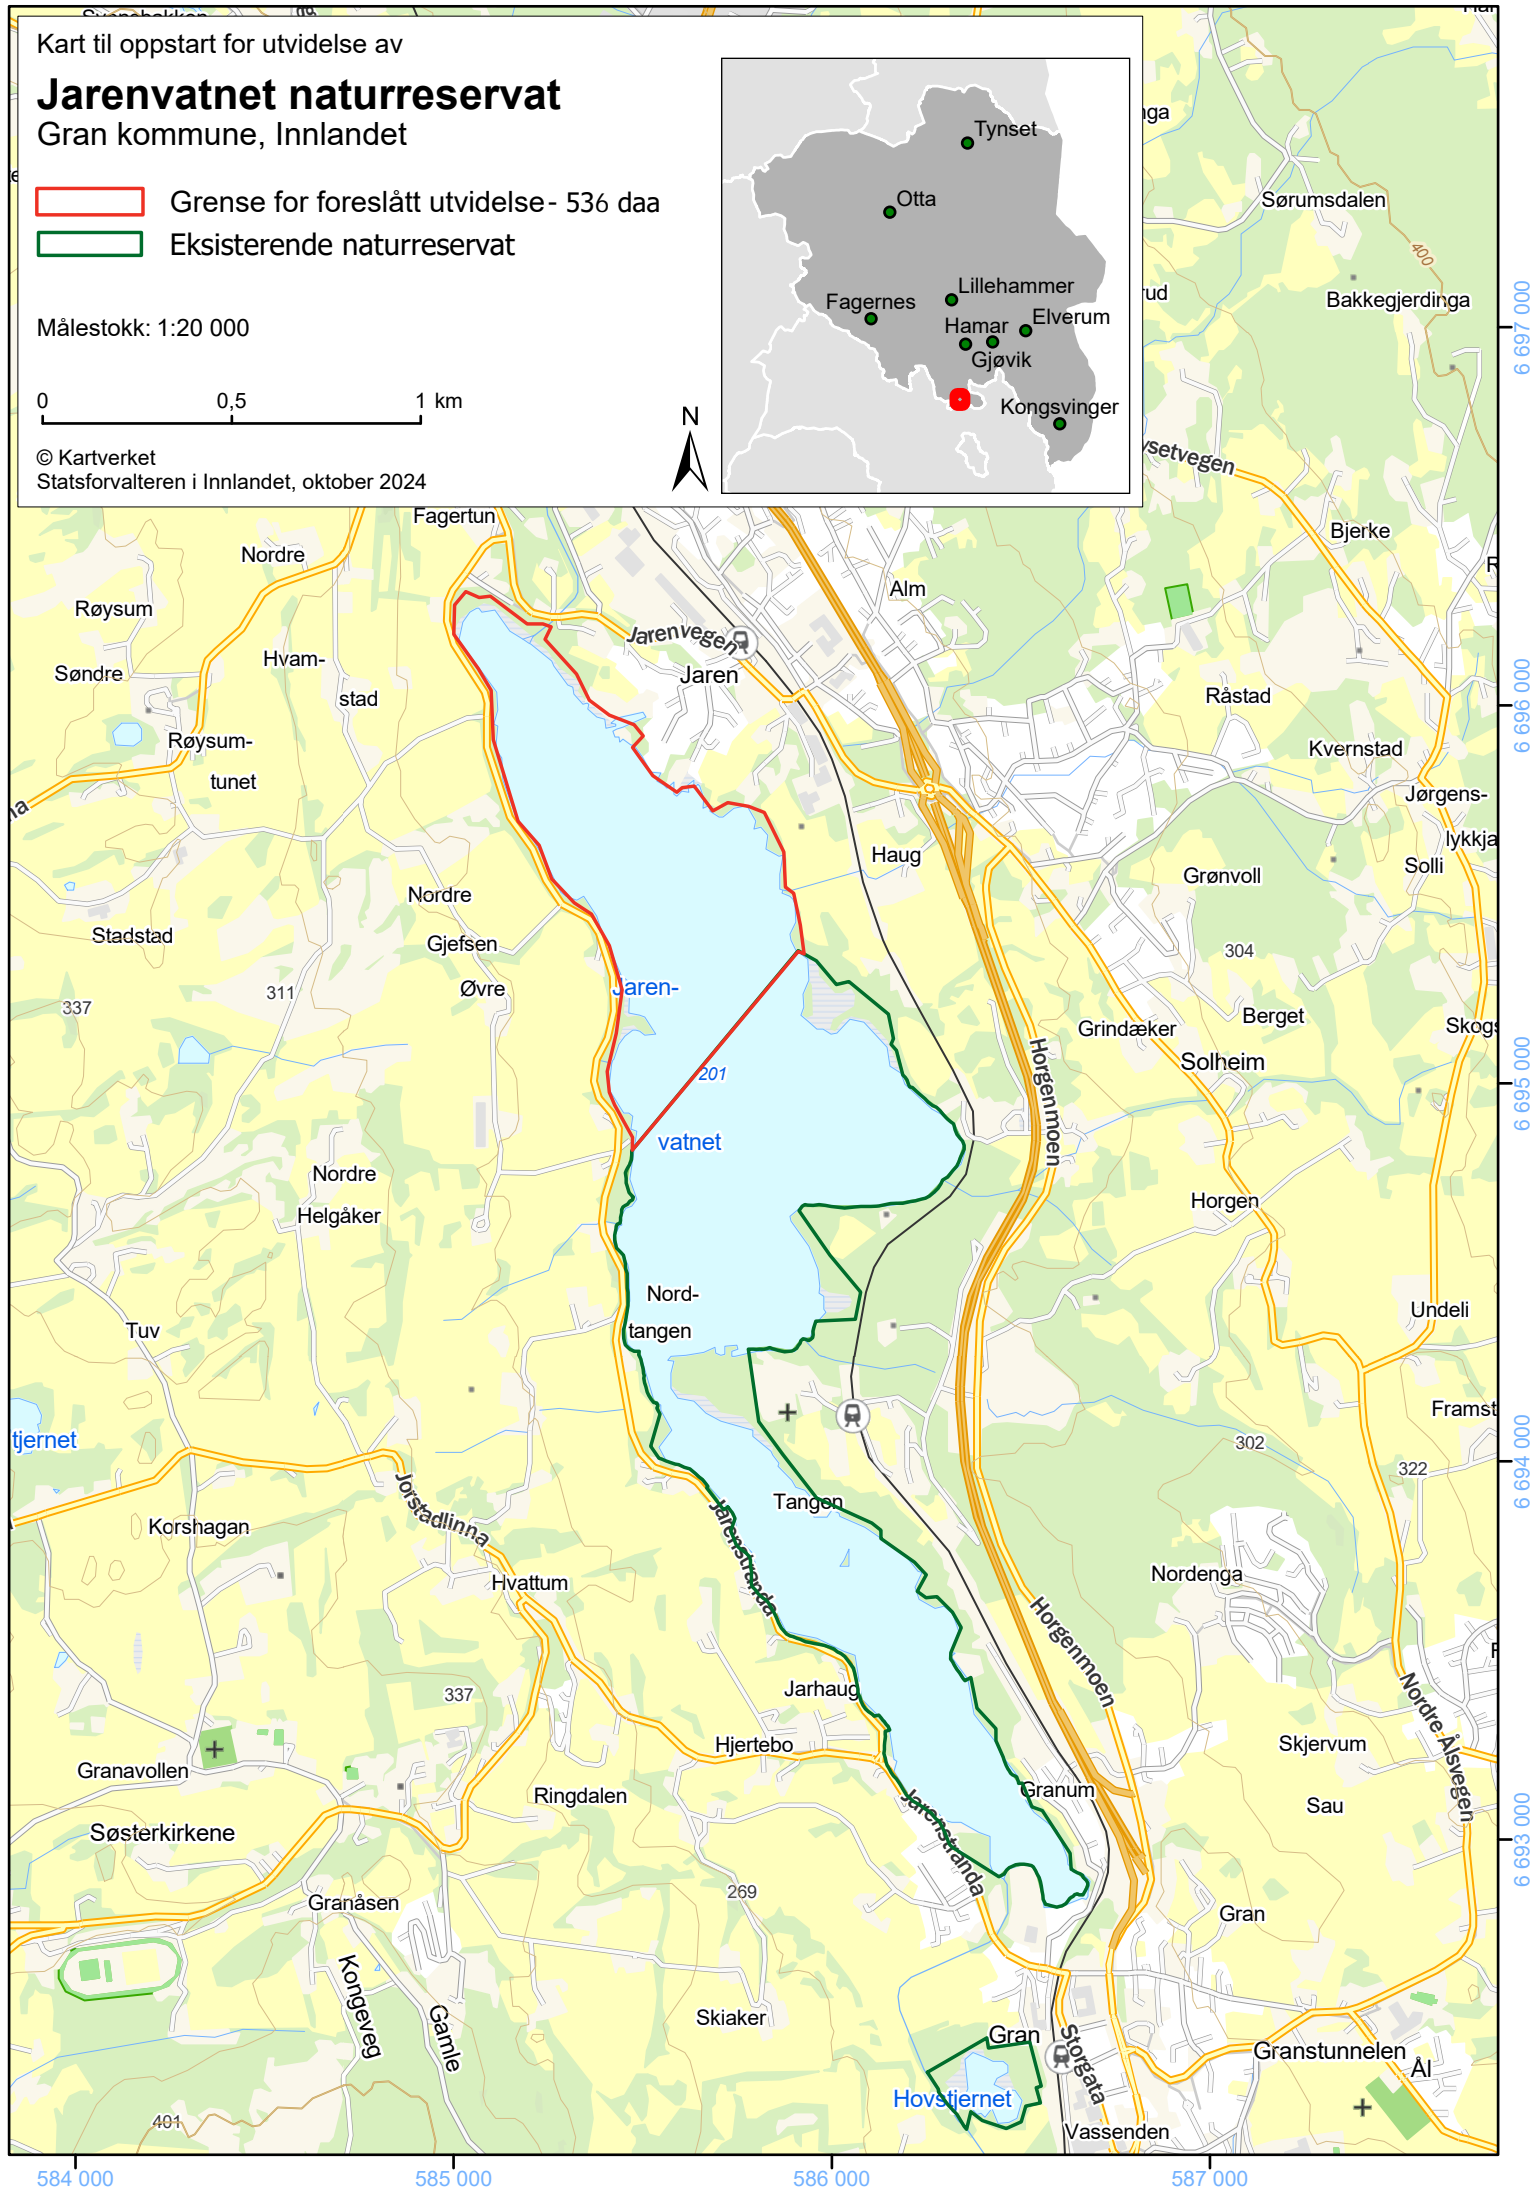 Kart til oppstart for utvidelse av
Jarenvatnet naturreservat
Gran kommune, Innlandet
Grense for foreslått utvidelse - 536 daa
Eksisterende naturreservat
Målestokk: 1:20 000
0 0,5 1 km
© Kartverket
Statsforvalteren i Innlandet, oktober 2024
N
Tynset
Otta
Lillehammer
Fagernes
Elverum
Hamar
Gjøvik
Kongsvinger
Sørumsdalen
400
Bakkegjerdinga
6 697 000
Fagertun
Nordre
Bjerke
Alm
Røysum
Jarenvegen
Søndre
Hvam-
stad
Jaren
Råstad
6 696 000
Røysum-
tunet
Kvernstad
Jørgens-
lykkja
Haug
Solli
Grønvoll
Nordre
Gjefsen
Øvre
Stadstad
304
311
337
Jaren-
vatnet
201
Berget
Grindæker
Solheim
Horgenmoen
6 695 000
Nordre
Helgåker
Horgen
Nord-
tangen
Undeli
Tuv
tjernet
302
322
6 694 000
Jorstadlinna
Korshagan
Tangen
Jarenstranda
Hvattum
Nordenga
Horgenmoen
337
Jarhaug
Nordre Ålsvegen
Hjertebo
Skjervum
Granavollen
Ringdalen
Granum
Sau
Søsterkirkene
Jarenstranda
6 693 000
269
Granåsen
Gran
Kongeveg
Gamle
Skiaker
Gran
Storgata
Granstunnelen
Ål
Hovstjernet
401
Vassenden
584 000
585 000
586 000
587 000